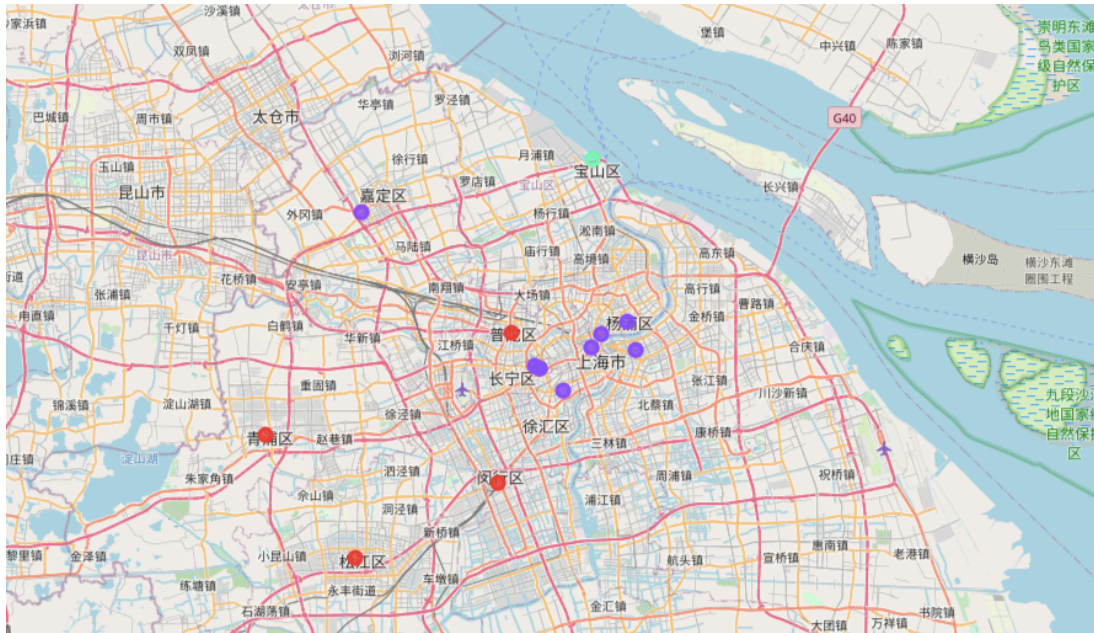 沙溪镇
堡镇
崇明东滩
鸟类国家
级自然保
护区
双凤镇
浏河镇
中兴镇
陈家镇
华亭镇
罗泾镇
巴城镇
周市镇
太仓市
G40
玉山镇
徐行镇
月浦镇
昆山市
嘉定区
罗店镇
宝山区
宝山区
长兴镇
外冈镇
杨行镇
马陆镇
庙行镇
淞南镇
高境镇
高东镇
昆山市
花桥镇
安亭镇
南翔镇
大场镇
高行镇
横沙岛
横沙东滩
圈围工程
张浦镇
曹路镇
千灯镇
白鹤镇
华新镇
江桥镇
普陀区
杨浦区
金桥镇
合庆镇
上海市
重固镇
长宁区
张江镇
川沙新镇
锦溪镇
淀山湖镇
徐泾镇
北蔡镇
九段沙湿
地国家级
自然保护
区
青浦区
赵巷镇
徐汇区
三林镇
康桥镇
淀山湖
朱家角镇
泗泾镇
闵行区
周浦镇
祝桥镇
佘山镇
洞泾镇
浦江镇
新桥镇
金泽镇
小昆山镇
松江区
航头镇
宣桥镇
惠南镇
老港镇
练塘镇
永丰街道
车墩镇
石湖荡镇
金汇镇
大团镇
万祥镇
书院镇